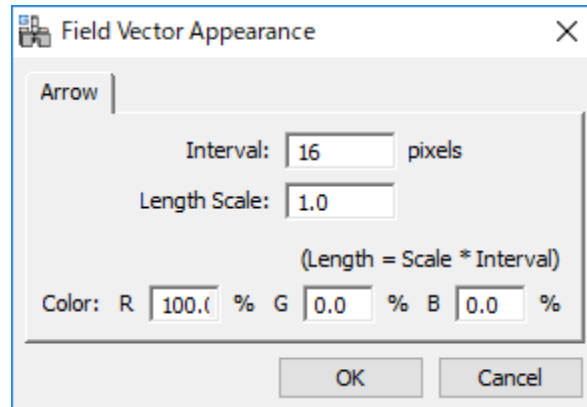 Field Vector Appearance
Arrow
Interval: 16 pixels
Length Scale: 1.0
(Length = Scale * Interval)
Color: R 100.( % G 0.0 % B 0.0 %
OK Cancel